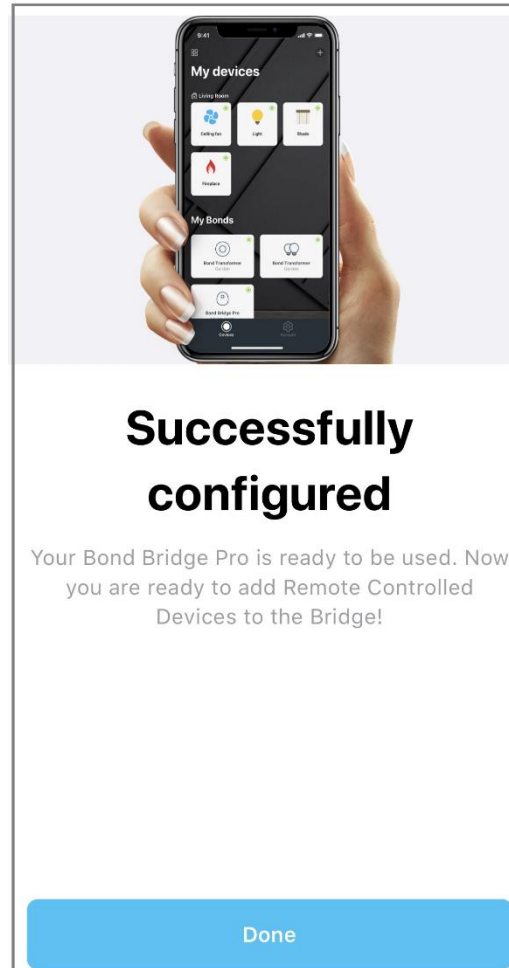 9:41
My devices
Living Room
Ceiling fan
Light
Shade
Fireplace
My Bonds
Bond Transformer
Garden
Bond Transformer
Garden
Bond Bridge Pro
Devices
Successfully
configured
Your Bond Bridge Pro is ready to be used. Now
you are ready to add Remote Controlled
Devices to the Bridge!
Done